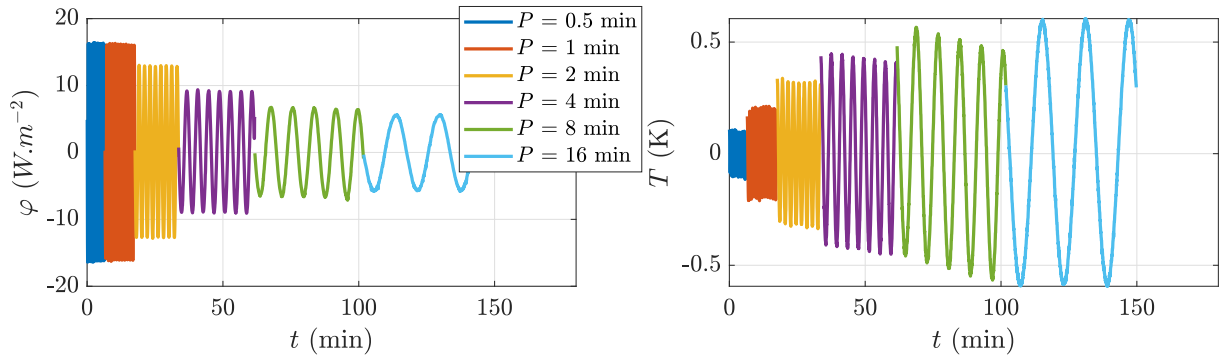 20
10
0
-10
-20
φ (W.m⁻²)
0
50
100
150
t (min)
P = 0.5 min
P = 1 min
P = 2 min
P = 4 min
P = 8 min
P = 16 min
0.5
0
-0.5
T (K)
0
50
100
150
t (min)